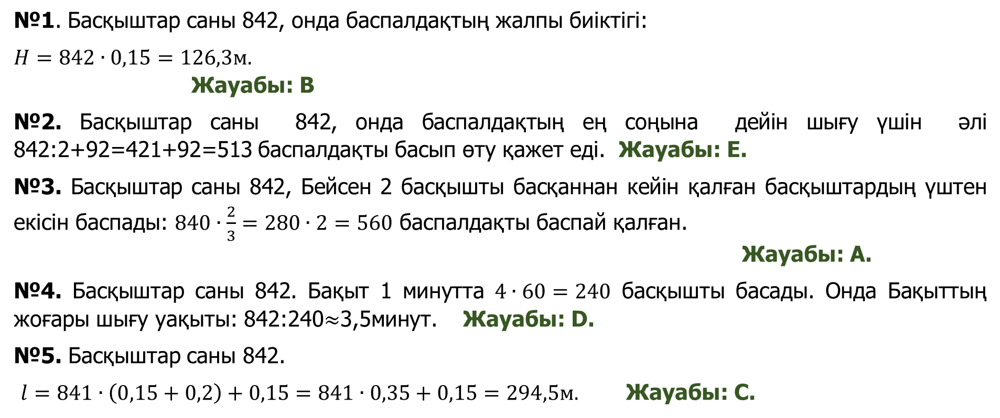 №1. Басқыштар саны 842, онда баспалдақтың жалпы биіктігі:
H = 842 · 0,15 = 126,3м.
Жауабы: В
№2. Басқыштар саны 842, онда баспалдақтың ең соңына дейін шығу үшін әлі
842:2+92=421+92=513 баспалдақты басып өту қажет еді. Жауабы: Е.
№3. Басқыштар саны 842, Бейсен 2 басқышты басқаннан кейін қалған басқыштардың үштен
екісін баспады: 840 · 2/3 = 280 · 2 = 560 баспалдақты баспай қалған.
Жауабы: А.
№4. Басқыштар саны 842. Бақыт 1 минутта 4 · 60 = 240 басқышты басады. Онда Бақыттың
жоғары шығу уақыты: 842:240≈3,5минут. Жауабы: D.
№5. Басқыштар саны 842.
l = 841 · (0,15 + 0,2) + 0,15 = 841 · 0,35 + 0,15 = 294,5м. Жауабы: С.